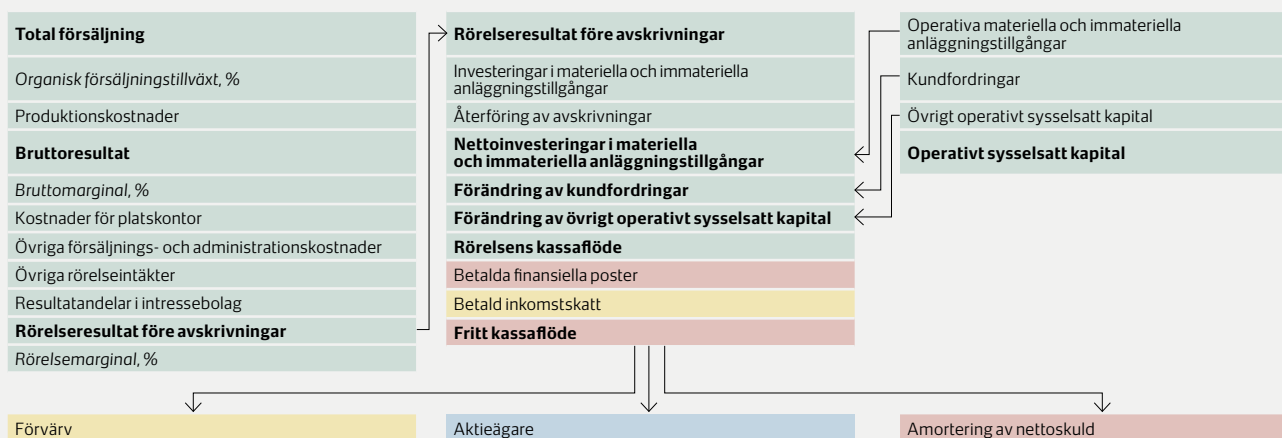 Total försäljning
Organisk försäljningstillväxt, %
Produktionskostnader
Bruttoresultat
Bruttomarginal, %
Kostnader för platskontor
Övriga försäljnings- och administrationskostnader
Övriga rörelseintäkter
Resultatandelar i intressebolag
Rörelseresultat före avskrivningar
Rörelsemarginal, %
Rörelseresultat före avskrivningar
Investeringar i materiella och immateriella
anläggningstillgångar
Återföring av avskrivningar
Nettoinvesteringar i materiella
och immateriella anläggningstillgångar
Förändring av kundfordringar
Förändring av övrigt operativt sysselsatt kapital
Rörelsens kassaflöde
Betalda finansiella poster
Betald inkomstskatt
Fritt kassaflöde
Operativa materiella och immateriella
anläggningstillgångar
Kundfordringar
Övrigt operativt sysselsatt kapital
Operativt sysselsatt kapital
Förvärv
Aktieägare
Amortering av nettoskuld